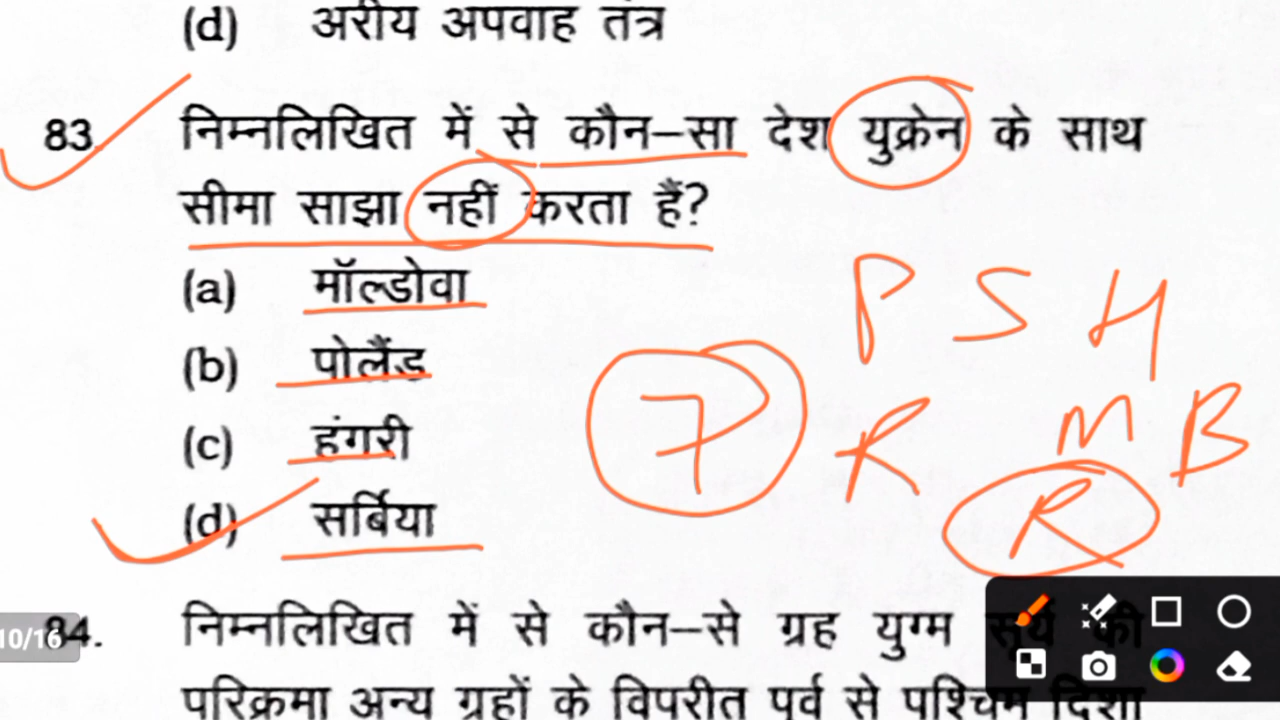 (d) अरीय अपवाह तंत्र
83. निम्नलिखित में से कौन–सा देश युक्रेन के साथ
सीमा साझा नहीं करता हैं?
(a) मॉल्डोवा
(b) पोलैंड
(c) हंगरी
(d) सर्बिया
P S H
7 R M B
R
10/16
84. निम्नलिखित में से कौन–से ग्रह युग्म सूर्य की
परिक्रमा अन्य ग्रहों के विपरीत पूर्व से पश्चिम दिशा